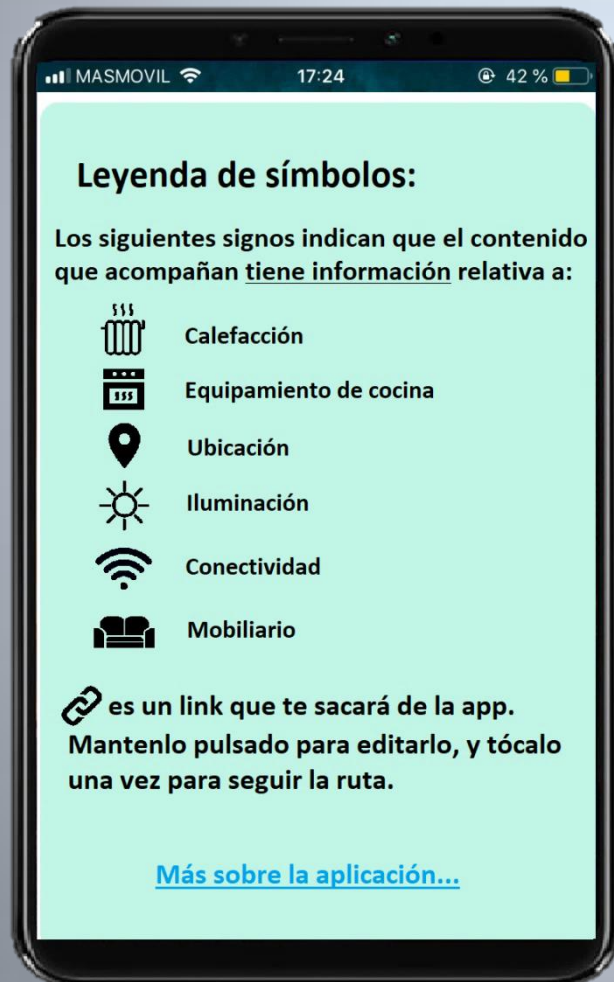 MASMOVIL 17:24 42 %
Leyenda de símbolos:
Los siguientes signos indican que el contenido
que acompañan tiene información relativa a:
Calefacción
Equipamiento de cocina
Ubicación
Iluminación
Conectividad
Mobiliario
es un link que te sacará de la app.
Mantenlo pulsado para editarlo, y tócalo
una vez para seguir la ruta.
Más sobre la aplicación...